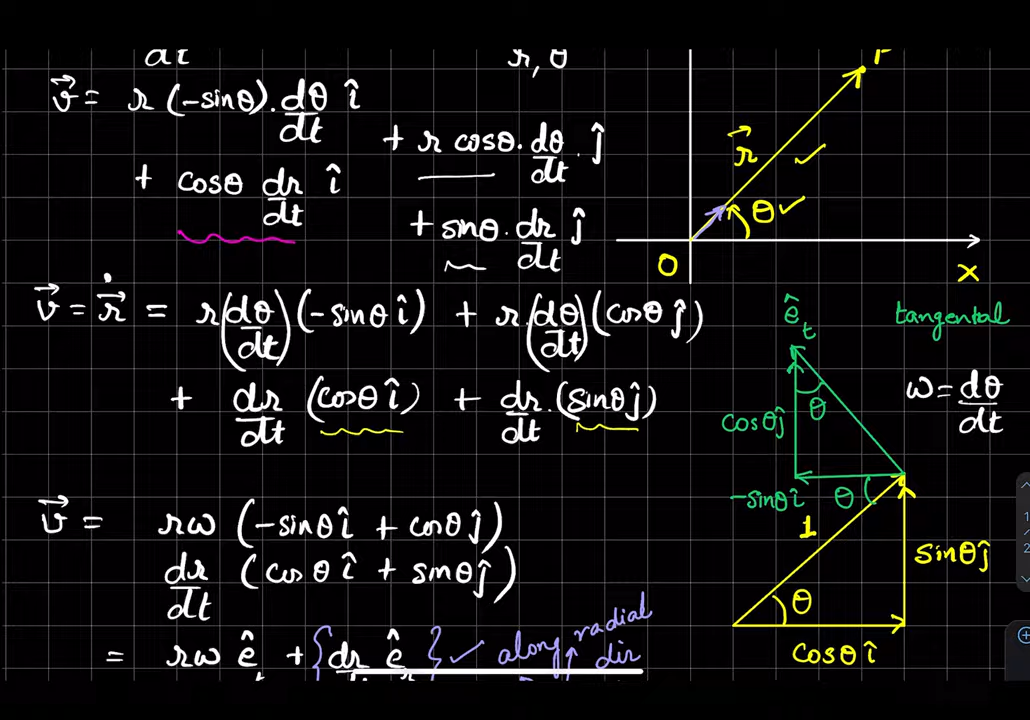 dt
r, θ
v⃗ = r (-sinθ). dθ/dt î
+ r cosθ. dθ/dt . ĵ
+ cosθ dr/dt î
+ sinθ. dr/dt ĵ
r⃗ ✓
θ ✓
O
X
v⃗ = ṙ⃗ = r(dθ/dt)(-sinθ î) + r.(dθ/dt)(cosθ ĵ)
+ dr/dt (cosθ î) + dr/dt .(sinθ ĵ)
ê_t
tangental
θ
cosθ ĵ
ω = dθ/dt
-sinθ î
θ
1
sinθ ĵ
θ
cosθ î
v⃗ = rω (-sinθ î + cosθ ĵ)
dr/dt (cosθ î + sinθ ĵ)
= rω ê + { dr ê } ✓ along radial dir